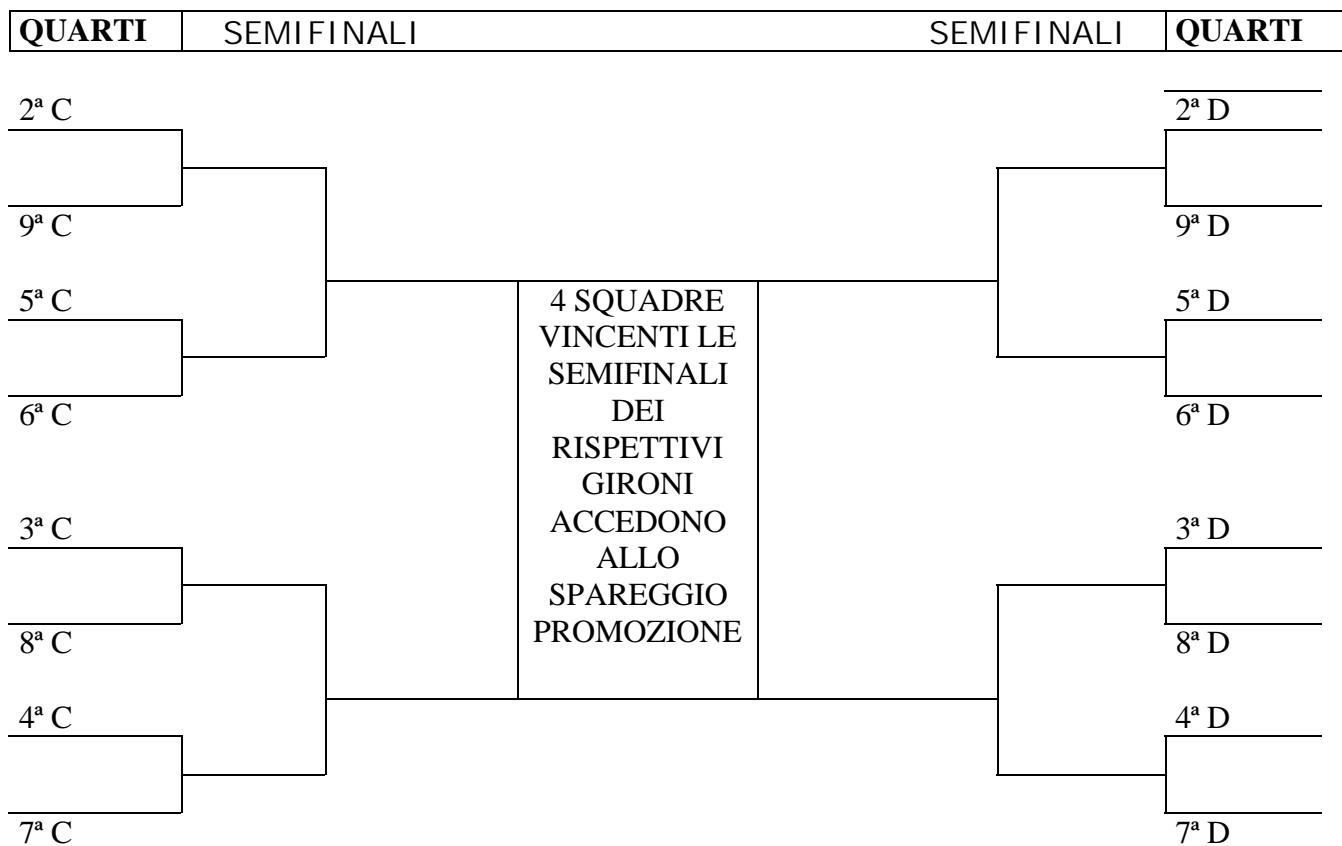 QUARTI SEMIFINALI SEMIFINALI QUARTI
2ª C 2ª D
9ª C 9ª D
5ª C 4 SQUADRE 5ª D
VINCENTI LE
SEMIFINALI
6ª C DEI 6ª D
RISPETTIVI
GIRONI
3ª C ACCEDONO 3ª D
ALLO
SPAREGGIO
8ª C PROMOZIONE 8ª D
4ª C 4ª D
7ª C 7ª D